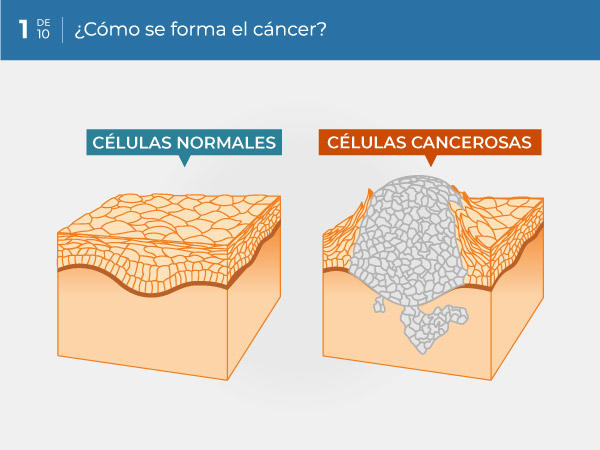 1 DE 10 ¿Cómo se forma el cáncer?
CÉLULAS NORMALES
CÉLULAS CANCEROSAS